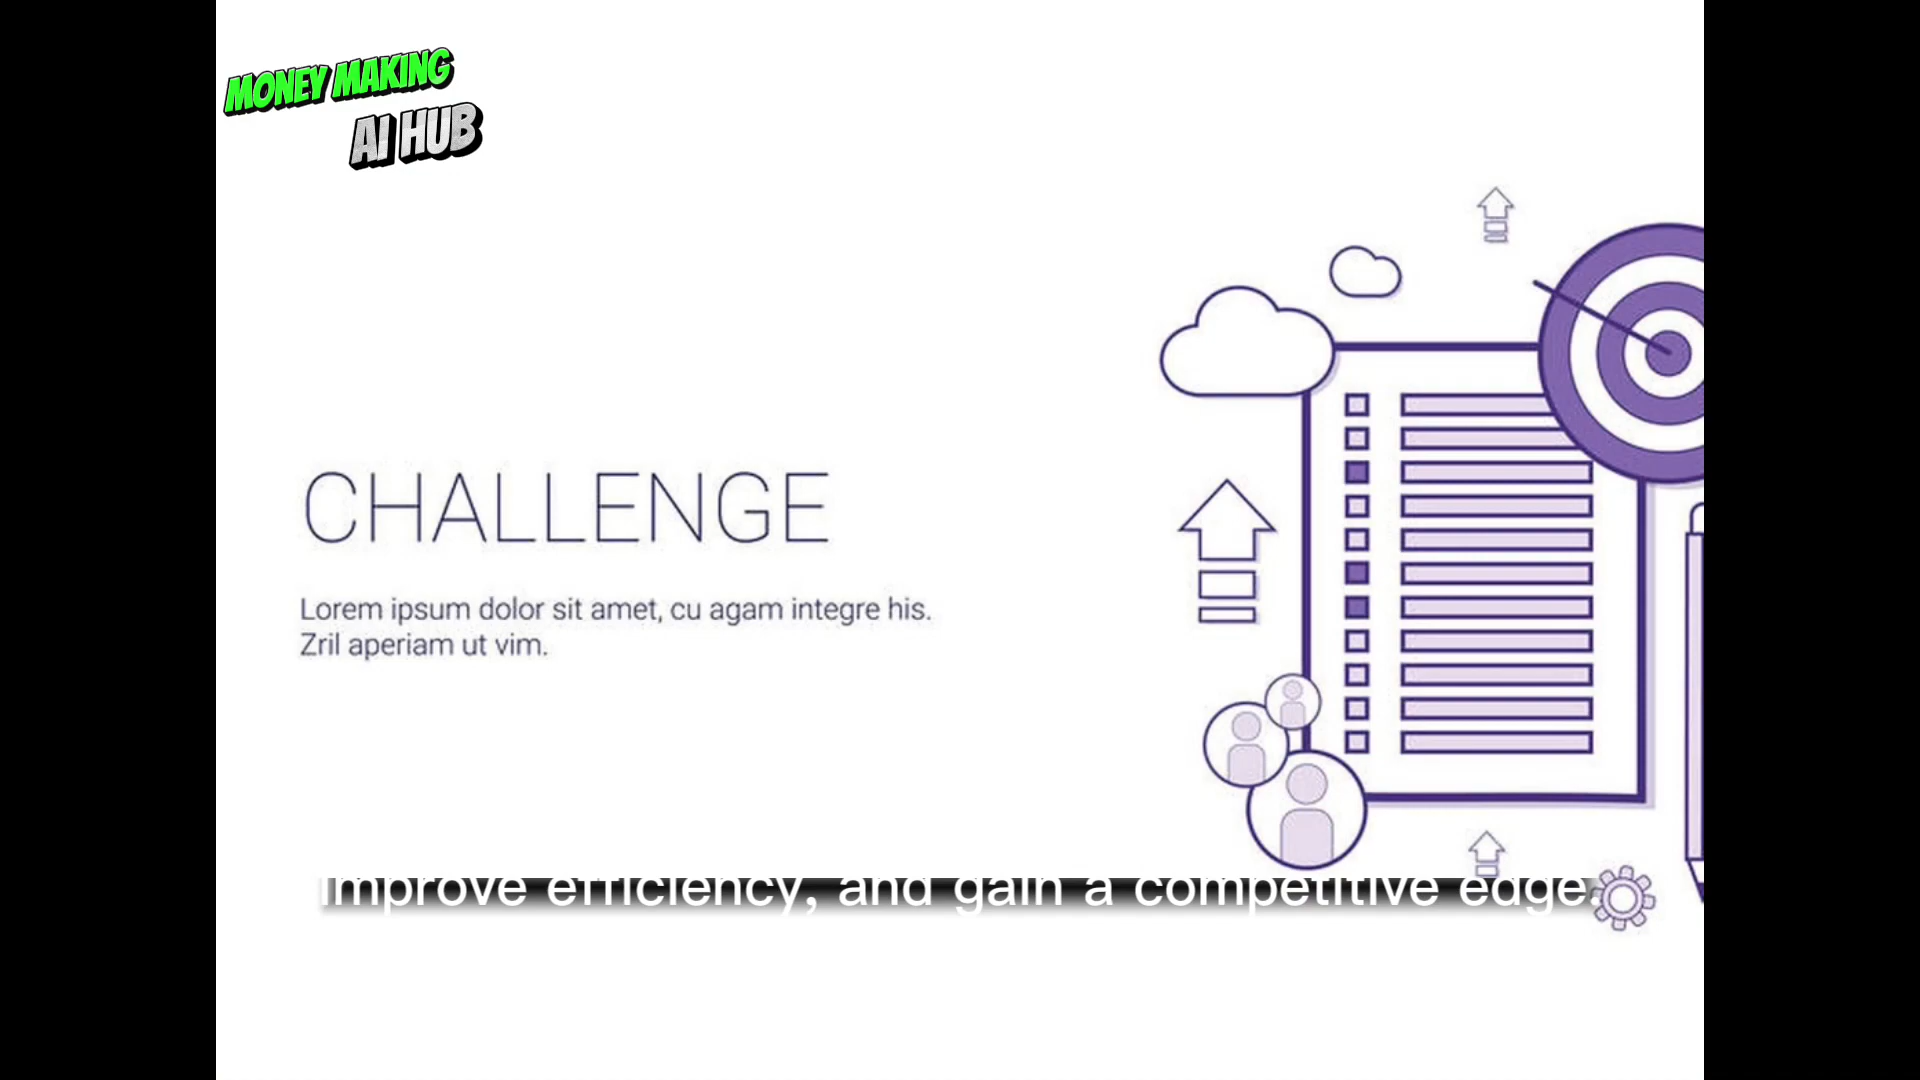 MONEY MAKING
AI HUB
CHALLENGE
Lorem ipsum dolor sit amet, cu agam integre his.
Zril aperiam ut vim.
improve efficiency, and gain a competitive edge.